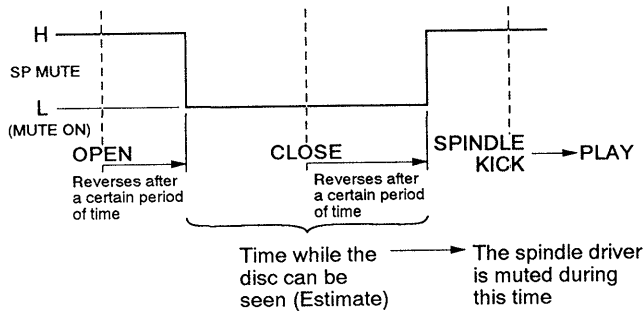 H
SP MUTE
L
(MUTE ON)
OPEN
Reverses after
a certain period
of time
CLOSE
Reverses after
a certain period
of time
SPINDLE
KICK
PLAY
Time while the
disc can be
seen (Estimate)
The spindle driver
is muted during
this time